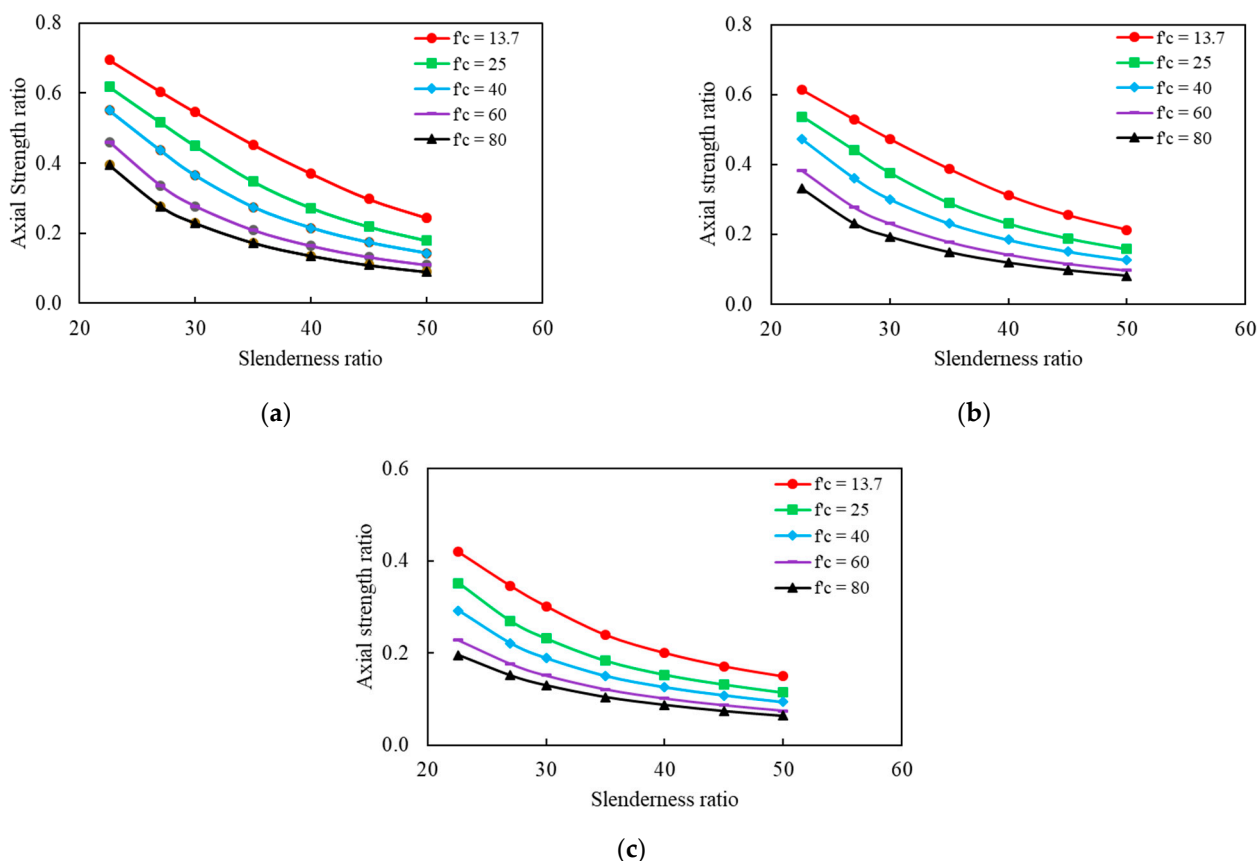 0.8
0.6
0.4
0.2
0.0
20 30 40 50 60
Axial Strength ratio
Slenderness ratio
f'c = 13.7
f'c = 25
f'c = 40
f'c = 60
f'c = 80
(a)
0.8
0.6
0.4
0.2
0.0
20 30 40 50 60
Axial strength ratio
Slenderness ratio
f'c = 13.7
f'c = 25
f'c = 40
f'c = 60
f'c = 80
(b)
0.6
0.4
0.2
0.0
20 30 40 50 60
Axial strength ratio
Slenderness ratio
f'c = 13.7
f'c = 25
f'c = 40
f'c = 60
f'c = 80
(c)